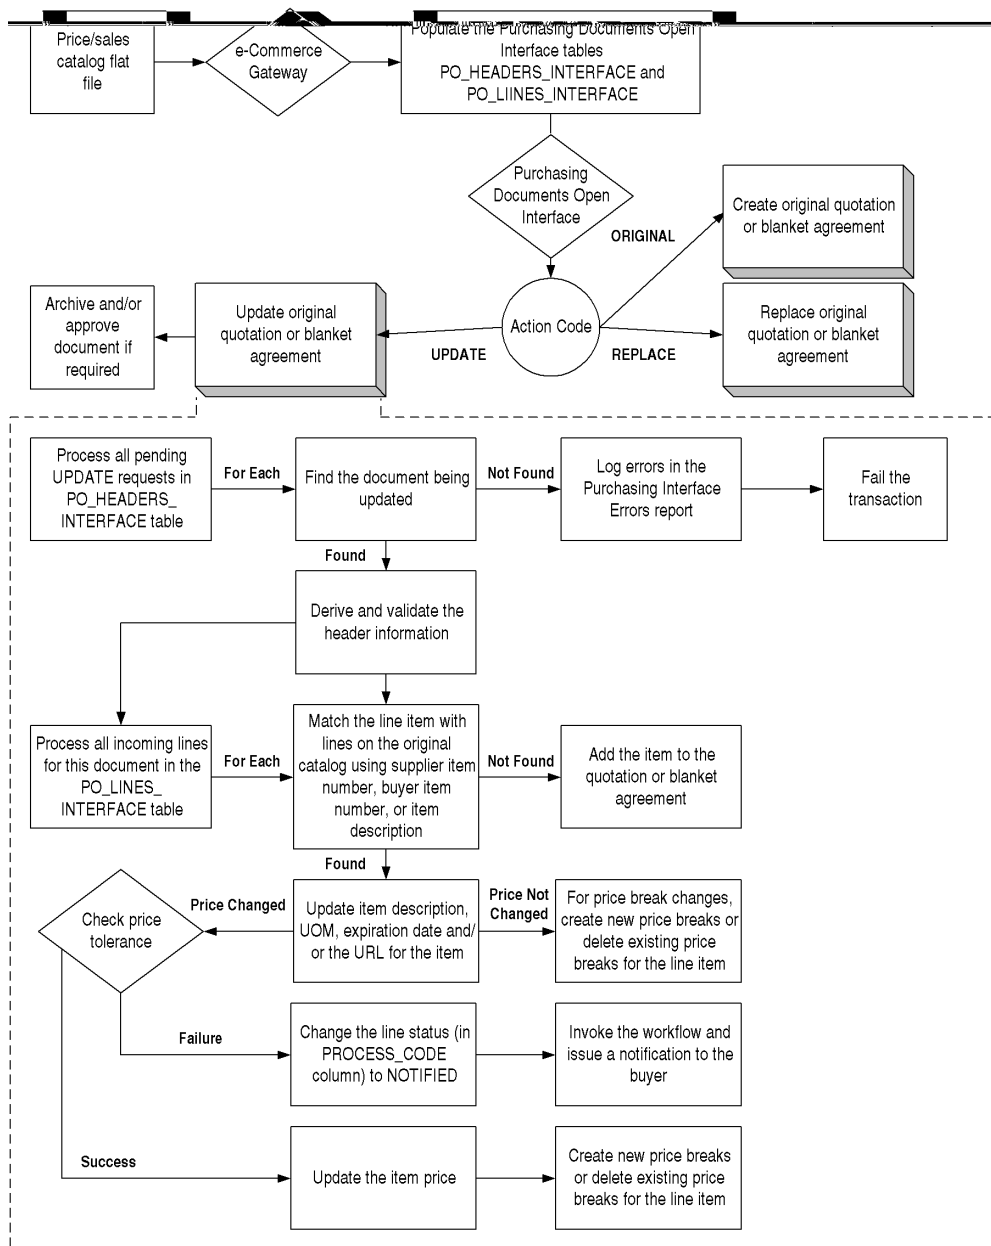 Price/sales
catalog flat
file
e-Commerce
Gateway
Populate the Purchasing Documents Open
Interface tables
PO_HEADERS_INTERFACE and
PO_LIINES_INTERFACE
Purchasing
Documents Open
Interface
ORIGINAL
Create original quotation
or blanket agreement
Archive and/or
approve
document if
required
Update original
quotation or blanket
agreement
UPDATE
Action Code
REPLACE
Replace original
quotation or blanket
agreement
Process all pending
UPDATE requests in
PO_HEADERS_
INTERFACE table
For Each
Find the document being
updated
Not Found
Log errors in the
Purchasing Interface
Errors report
Fail the
transaction
Found
Derive and validate the
header information
Process all incoming lines
for this document in the
PO_LINES_
INTERFACE table
For Each
Match the line item with
lines on the original
catalog using supplier item
number, buyer item
number, or item
description
Not Found
Add the item to the
quotation or blanket
agreement
Found
Check price
tolerance
Price Changed
Update item description,
UOM, expiration date and/
or the URL for the item
Price Not
Changed
For price break changes,
create new price breaks or
delete existing price
breaks for the line item
Failure
Change the line status (in
PROCESS_CODE
column) to NOTIFIED
Invoke the workflow and
issue a notification to the
buyer
Success
Update the item price
Create new price breaks
or delete existing price
breaks for the line item